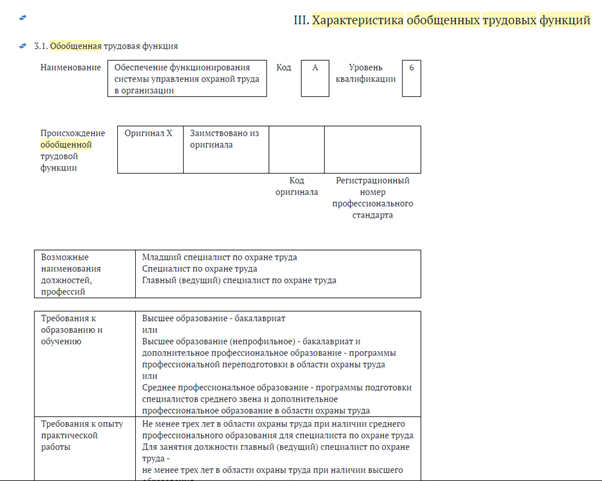 III. Характеристика обобщенных трудовых функций
3.1. Обобщенная трудовая функция
Наименование
Обеспечение функционирования
системы управления охраной труда
в организации
Код
A
Уровень
квалификации
6
Происхождение
обобщенной
трудовой
функции
Оригинал X
Заимствовано из
оригинала
Код
оригинала
Регистрационный
номер
профессионального
стандарта
Возможные
наименования
должностей,
профессий
Младший специалист по охране труда
Специалист по охране труда
Главный (ведущий) специалист по охране труда
Требования к
образованию и
обучению
Высшее образование - бакалавриат
или
Высшее образование (непрофильное) - бакалавриат и
дополнительное профессиональное образование - программы
профессиональной переподготовки в области охраны труда
или
Среднее профессиональное образование - программы подготовки
специалистов среднего звена и дополнительное
профессиональное образование в области охраны труда
Требования к опыту
практической
работы
Не менее трех лет в области охраны труда при наличии среднего
профессионального образования для специалиста по охране труда
Для занятия должности главный (ведущий) специалист по охране
труда -
не менее трех лет в области охраны труда при наличии высшего